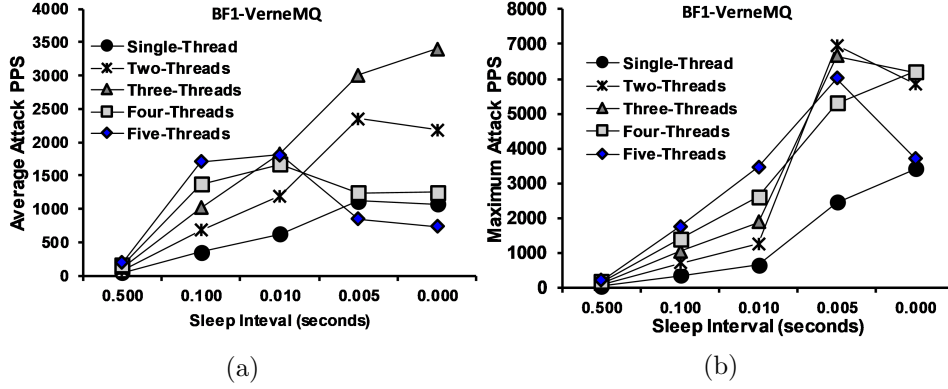 BF1-VerneMQ
Average Attack PPS
4000
3500
3000
2500
2000
1500
1000
500
0
Single-Thread
Two-Threads
Three-Threads
Four-Threads
Five-Threads
0.500 0.100 0.010 0.005 0.000
Sleep Inteval (seconds)
(a)
BF1-VerneMQ
Maximum Attack PPS
8000
7000
6000
5000
4000
3000
2000
1000
0
Single-Thread
Two-Threads
Three-Threads
Four-Threads
Five-Threads
0.500 0.100 0.010 0.005 0.000
Sleep Interval (seconds)
(b)